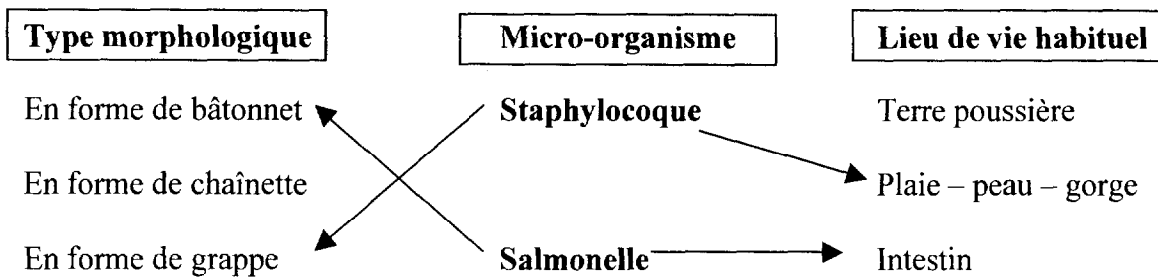 Type morphologique Micro-organisme Lieu de vie habituel
En forme de bâtonnet Staphylocoque Terre poussière
En forme de chaînette Plaie – peau – gorge
En forme de grappe Salmonelle Intestin